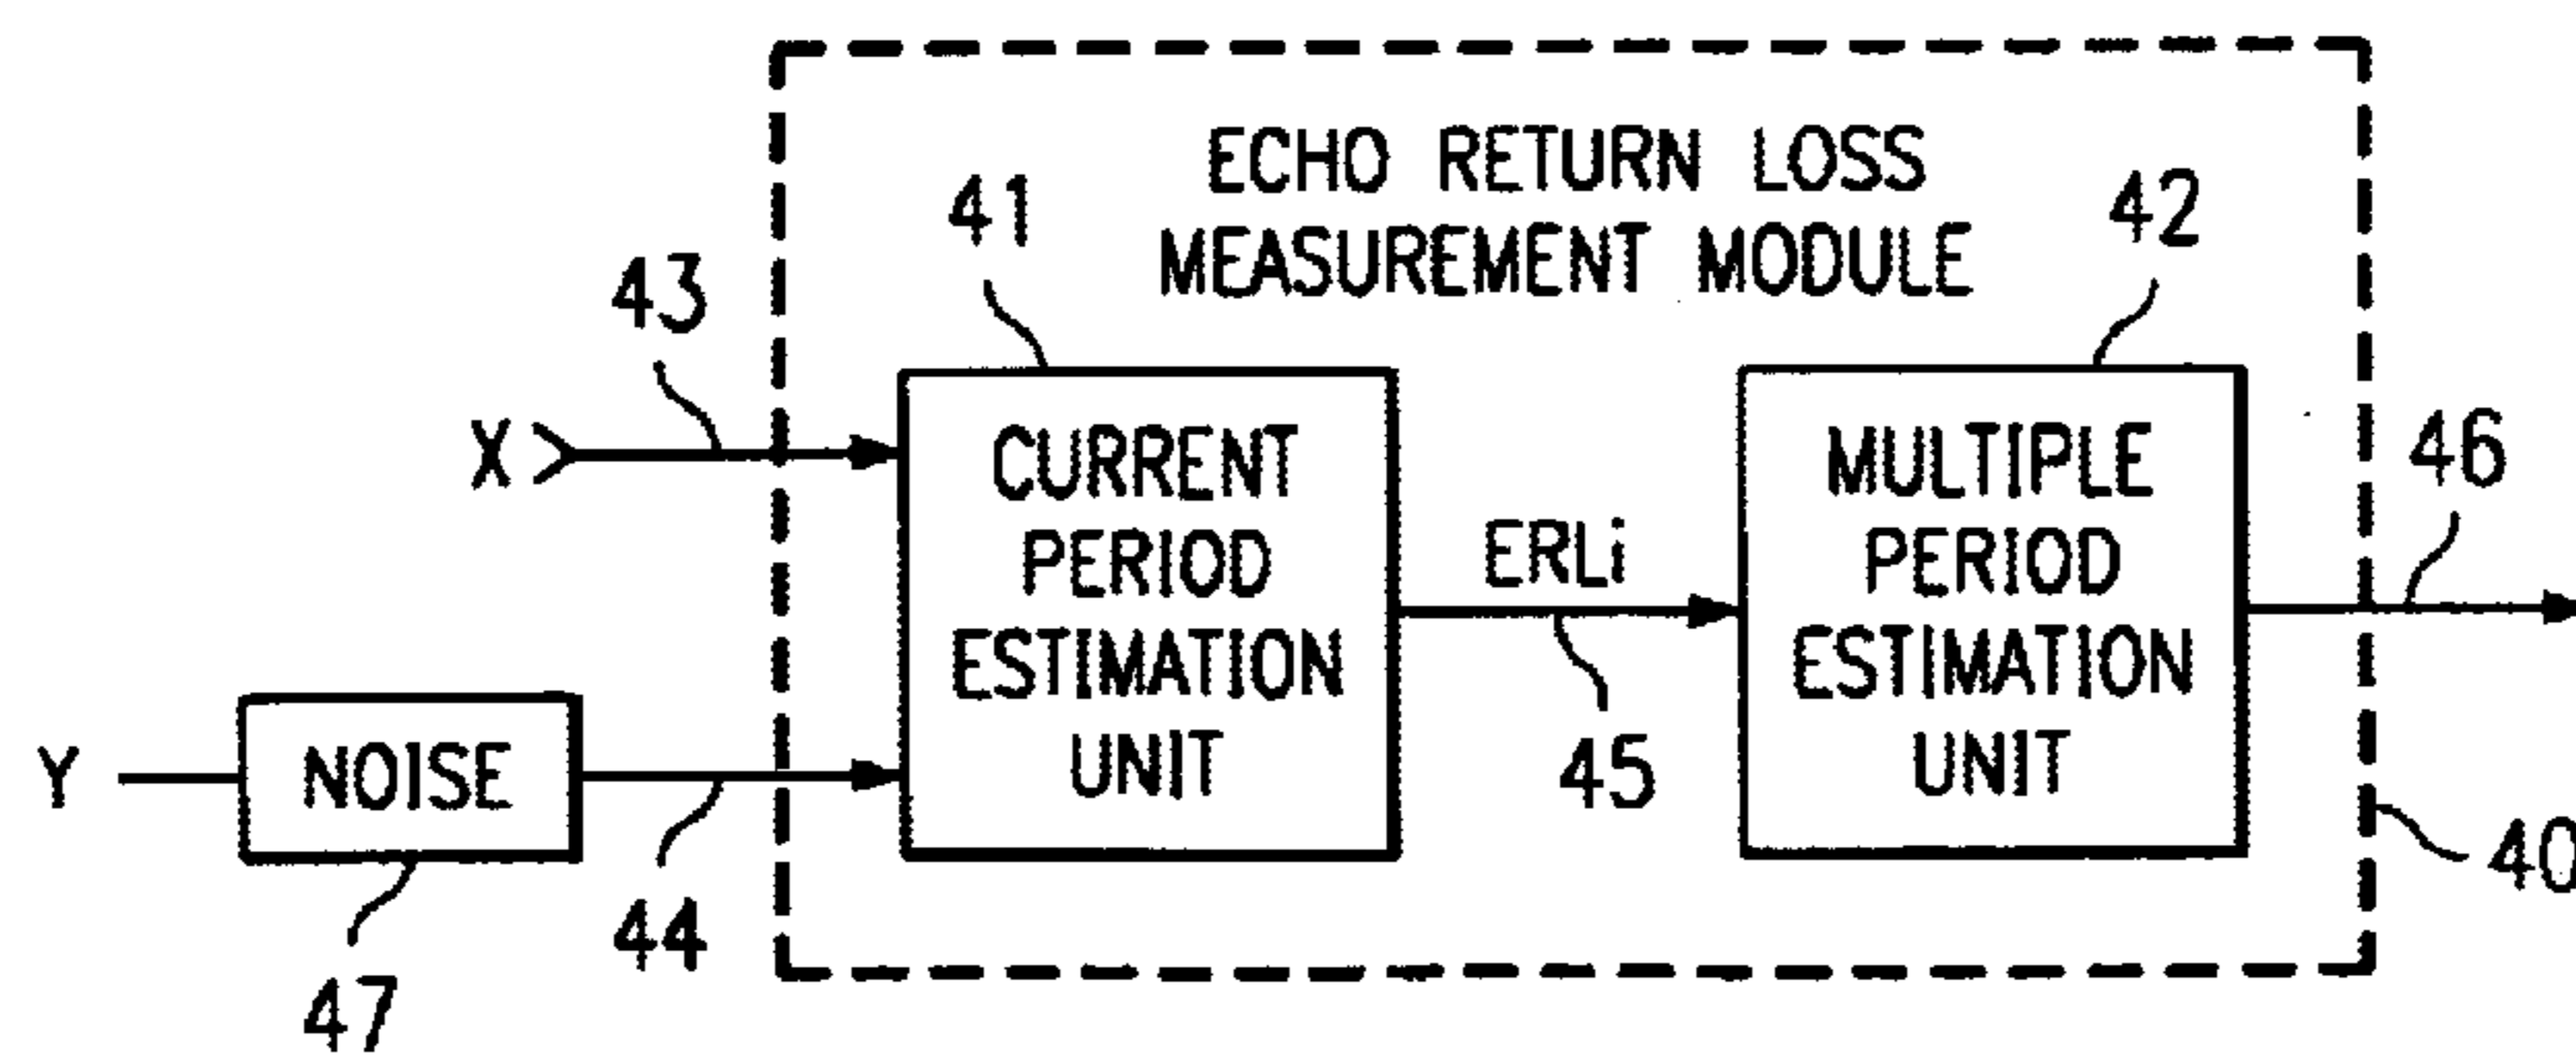 ECHO RETURN LOSS
MEASUREMENT MODULE
41
42
43
X
CURRENT
PERIOD
ESTIMATION
UNIT
ERLi
45
MULTIPLE
PERIOD
ESTIMATION
UNIT
46
Y
NOISE
44
47
40